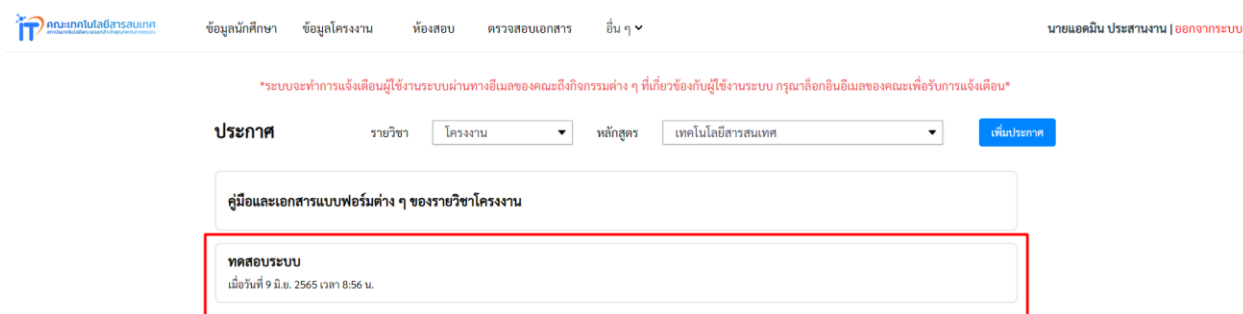 คณะเทคโนโลยีสารสนเทศ
ข้อมูลนักศึกษา ข้อมูลโครงงาน ห้องสอบ ตรวจสอบเอกสาร อื่น ๆ
นายแอดมิน ประสานงาน | ออกจากระบบ
*ระบบจะทำการแจ้งเตือนผู้ใช้งานระบบผ่านทางอีเมลของคณะถึงกิจกรรมต่าง ๆ ที่เกี่ยวข้องกับผู้ใช้งานระบบ กรุณาล็อกอินอีเมลของคณะเพื่อรับการแจ้งเตือน*
ประกาศ รายวิชา โครงงาน หลักสูตร เทคโนโลยีสารสนเทศ เพิ่มประกาศ
คู่มือและเอกสารแบบฟอร์มต่าง ๆ ของรายวิชาโครงงาน
ทดสอบระบบ
เมื่อวันที่ 9 มิ.ย. 2565 เวลา 8:56 น.